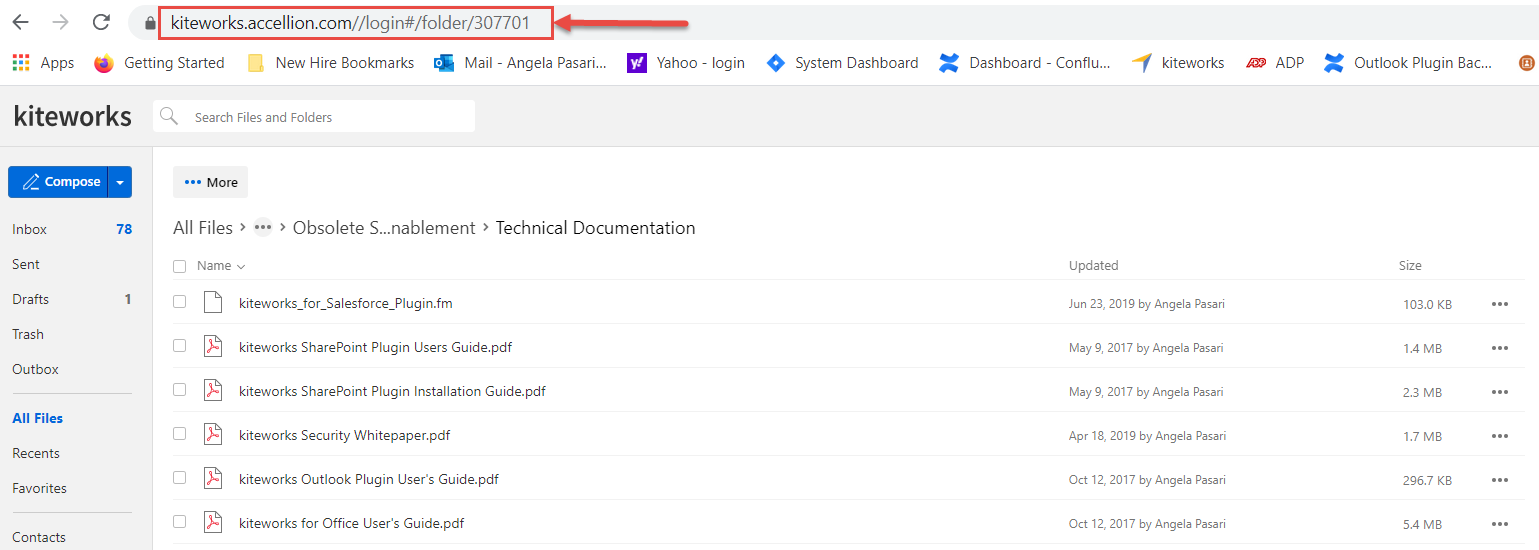 kiteworks.accellion.com//login#/folder/307701
Apps Getting Started New Hire Bookmarks Mail - Angela Pasari... Yahoo - login System Dashboard Dashboard - Conflu... kiteworks ADP Outlook Plugin Bac...
kiteworks Search Files and Folders
Compose
More
Inbox 78
Sent
Drafts 1
Trash
Outbox
All Files
Recents
Favorites
Contacts
All Files > ••• > Obsolete S...nablement > Technical Documentation
Name Updated Size
kiteworks_for_Salesforce_Plugin.fm Jun 23, 2019 by Angela Pasari 103.0 KB
kiteworks SharePoint Plugin Users Guide.pdf May 9, 2017 by Angela Pasari 1.4 MB
kiteworks SharePoint Plugin Installation Guide.pdf May 9, 2017 by Angela Pasari 2.3 MB
kiteworks Security Whitepaper.pdf Apr 18, 2019 by Angela Pasari 1.7 MB
kiteworks Outlook Plugin User's Guide.pdf Oct 12, 2017 by Angela Pasari 296.7 KB
kiteworks for Office User's Guide.pdf Oct 12, 2017 by Angela Pasari 5.4 MB